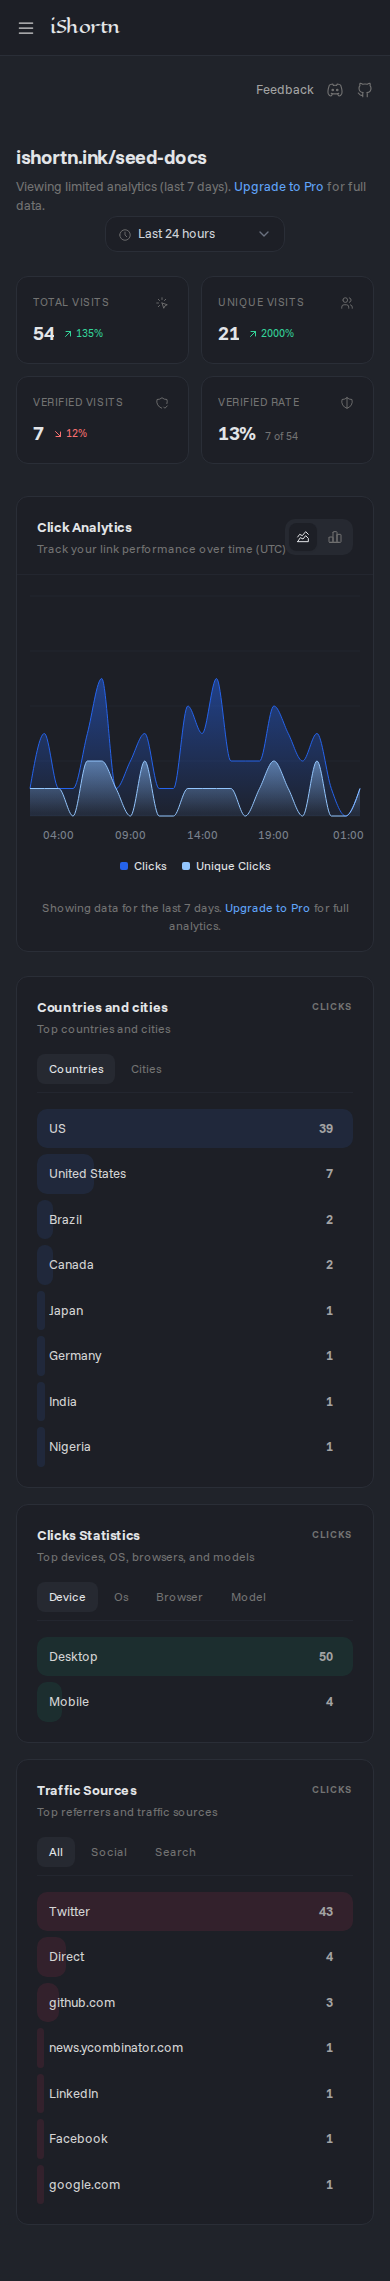 iShortn
Feedback
ishortn.ink/seed-docs
Viewing limited analytics (last 7 days). Upgrade to Pro for full
data.
Last 24 hours
TOTAL VISITS
54 135%
UNIQUE VISITS
21 2000%
VERIFIED VISITS
7 12%
VERIFIED RATE
13% 7 of 54
Click Analytics
Track your link performance over time (UTC)
04:00 09:00 14:00 19:00 01:00
Clicks Unique Clicks
Showing data for the last 7 days. Upgrade to Pro for full
analytics.
Countries and cities CLICKS
Top countries and cities
Countries Cities
US 39
United States 7
Brazil 2
Canada 2
Japan 1
Germany 1
India 1
Nigeria 1
Clicks Statistics CLICKS
Top devices, OS, browsers, and models
Device Os Browser Model
Desktop 50
Mobile 4
Traffic Sources CLICKS
Top referrers and traffic sources
All Social Search
Twitter 43
Direct 4
github.com 3
news.ycombinator.com 1
LinkedIn 1
Facebook 1
google.com 1